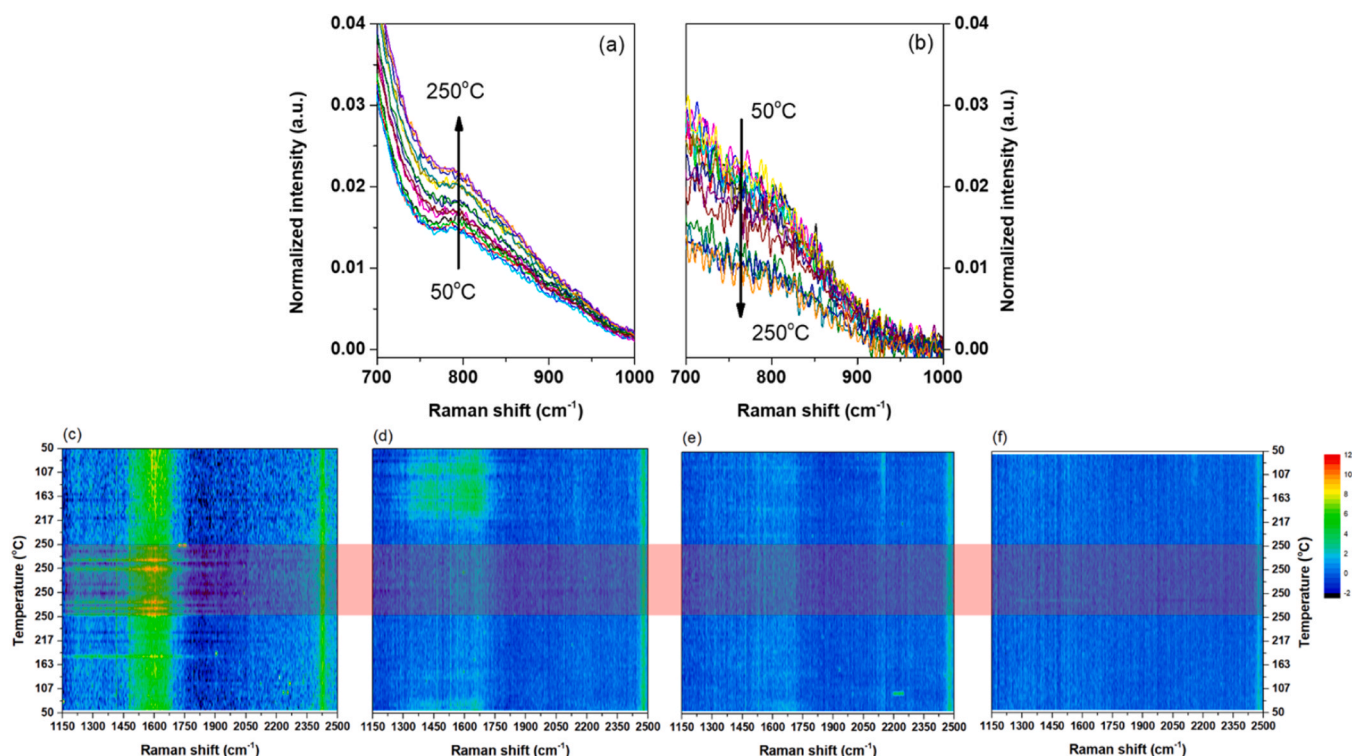 0.04
0.03
0.02
0.01
0.00
Normalized intensity (a.u.)
(a)
250°C
50°C
700 800 900 1000
Raman shift (cm-1)
(b)
50°C
250°C
700 800 900 1000
Raman shift (cm-1)
0.04
0.03
0.02
0.01
0.00
Normalized intensity (a.u.)
(c)
Temperature (°C)
50
107
163
217
250
250
250
250
217
163
107
50
1150 1300 1450 1600 1750 1900 2050 2200 2350 2500
Raman shift (cm-1)
(d)
1150 1300 1450 1600 1750 1900 2050 2200 2350 2500
Raman shift (cm-1)
(e)
1150 1300 1450 1600 1750 1900 2050 2200 2350 2500
Raman shift (cm-1)
(f)
1150 1300 1450 1600 1750 1900 2050 2200 2350 2500
Raman shift (cm-1)
50
107
163
217
250
250
250
250
217
163
107
50
Temperature (°C)
12
10
8
6
4
2
0
-2